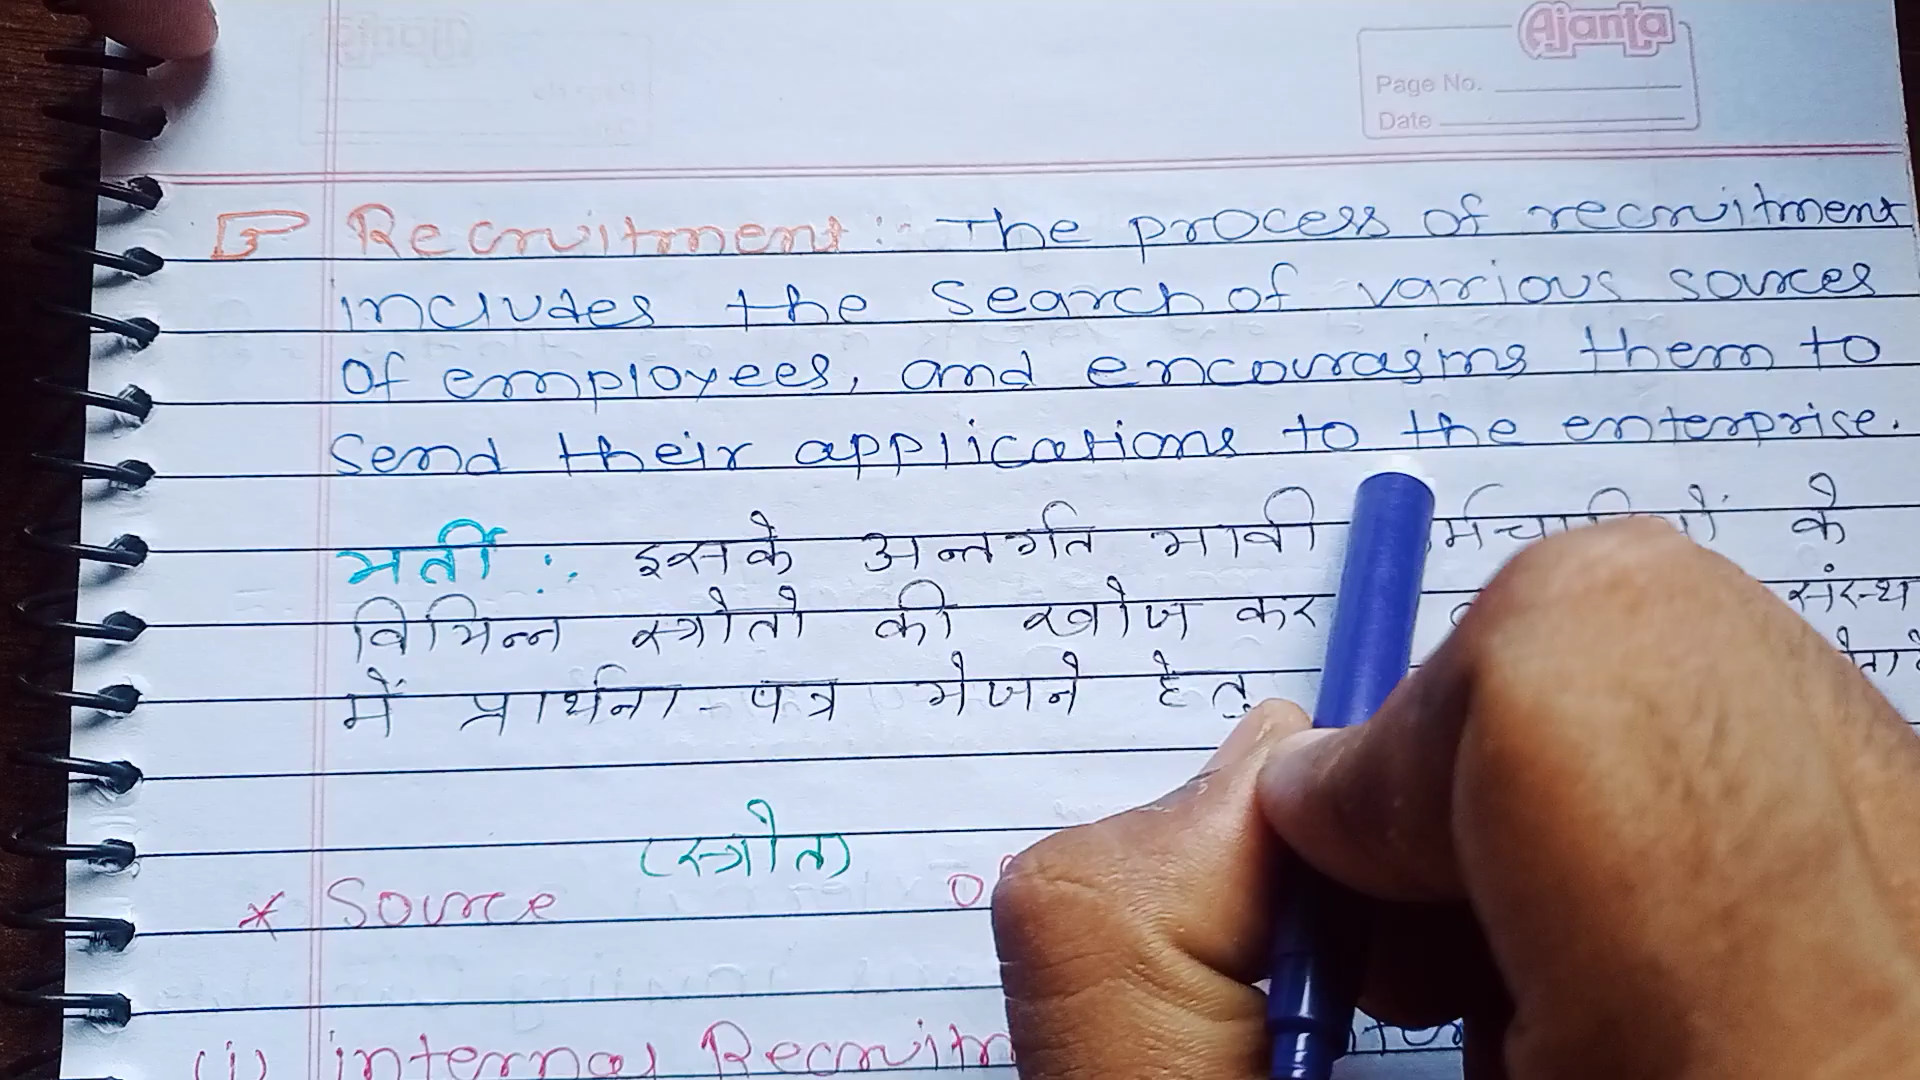 Ajanta
Page No.
Date
Recruitment :- The process of recruitment
includes the search of various sources
of employees, and encouraging them to
send their applications to the enterprise.
भर्ती :- इसके अन्तर्गत भावी के
विभिन्न स्त्रोतो की खोज कर संस्था
में प्रार्थना-पत्र भेजने हेतु
(स्त्रोत)
* Source
(i) internal